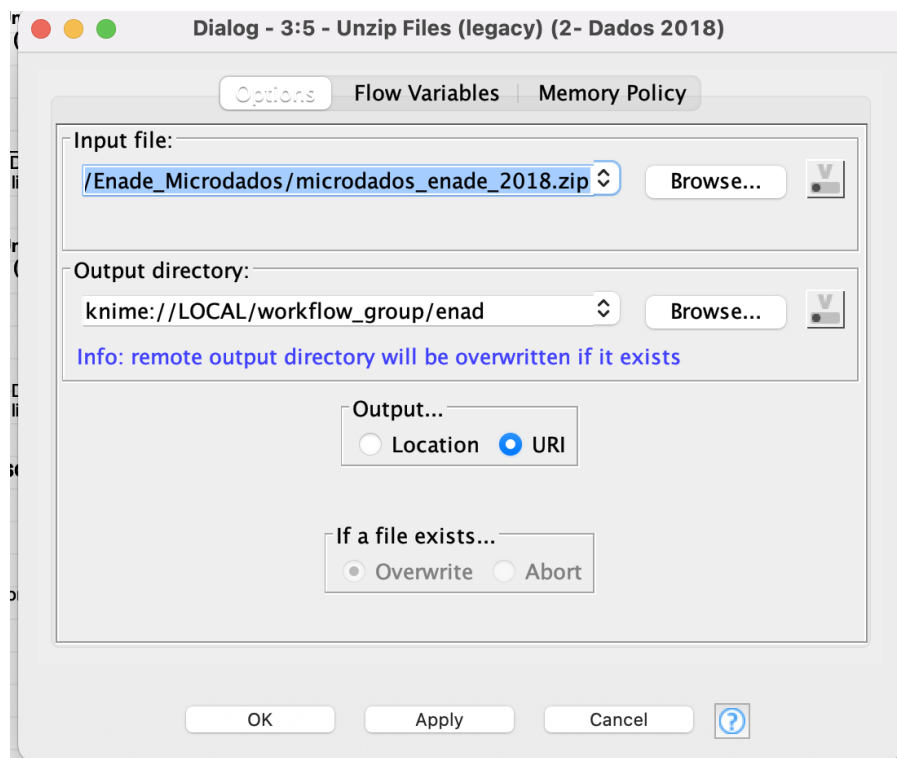 Dialog - 3:5 - Unzip Files (legacy) (2- Dados 2018)
Options Flow Variables Memory Policy
Input file:
/Enade_Microdados/microdados_enade_2018.zip Browse... V
Output directory:
knime://LOCAL/workflow_group/enad Browse... V
Info: remote output directory will be overwritten if it exists
Output...
Location URI
If a file exists...
Overwrite Abort
OK Apply Cancel ?